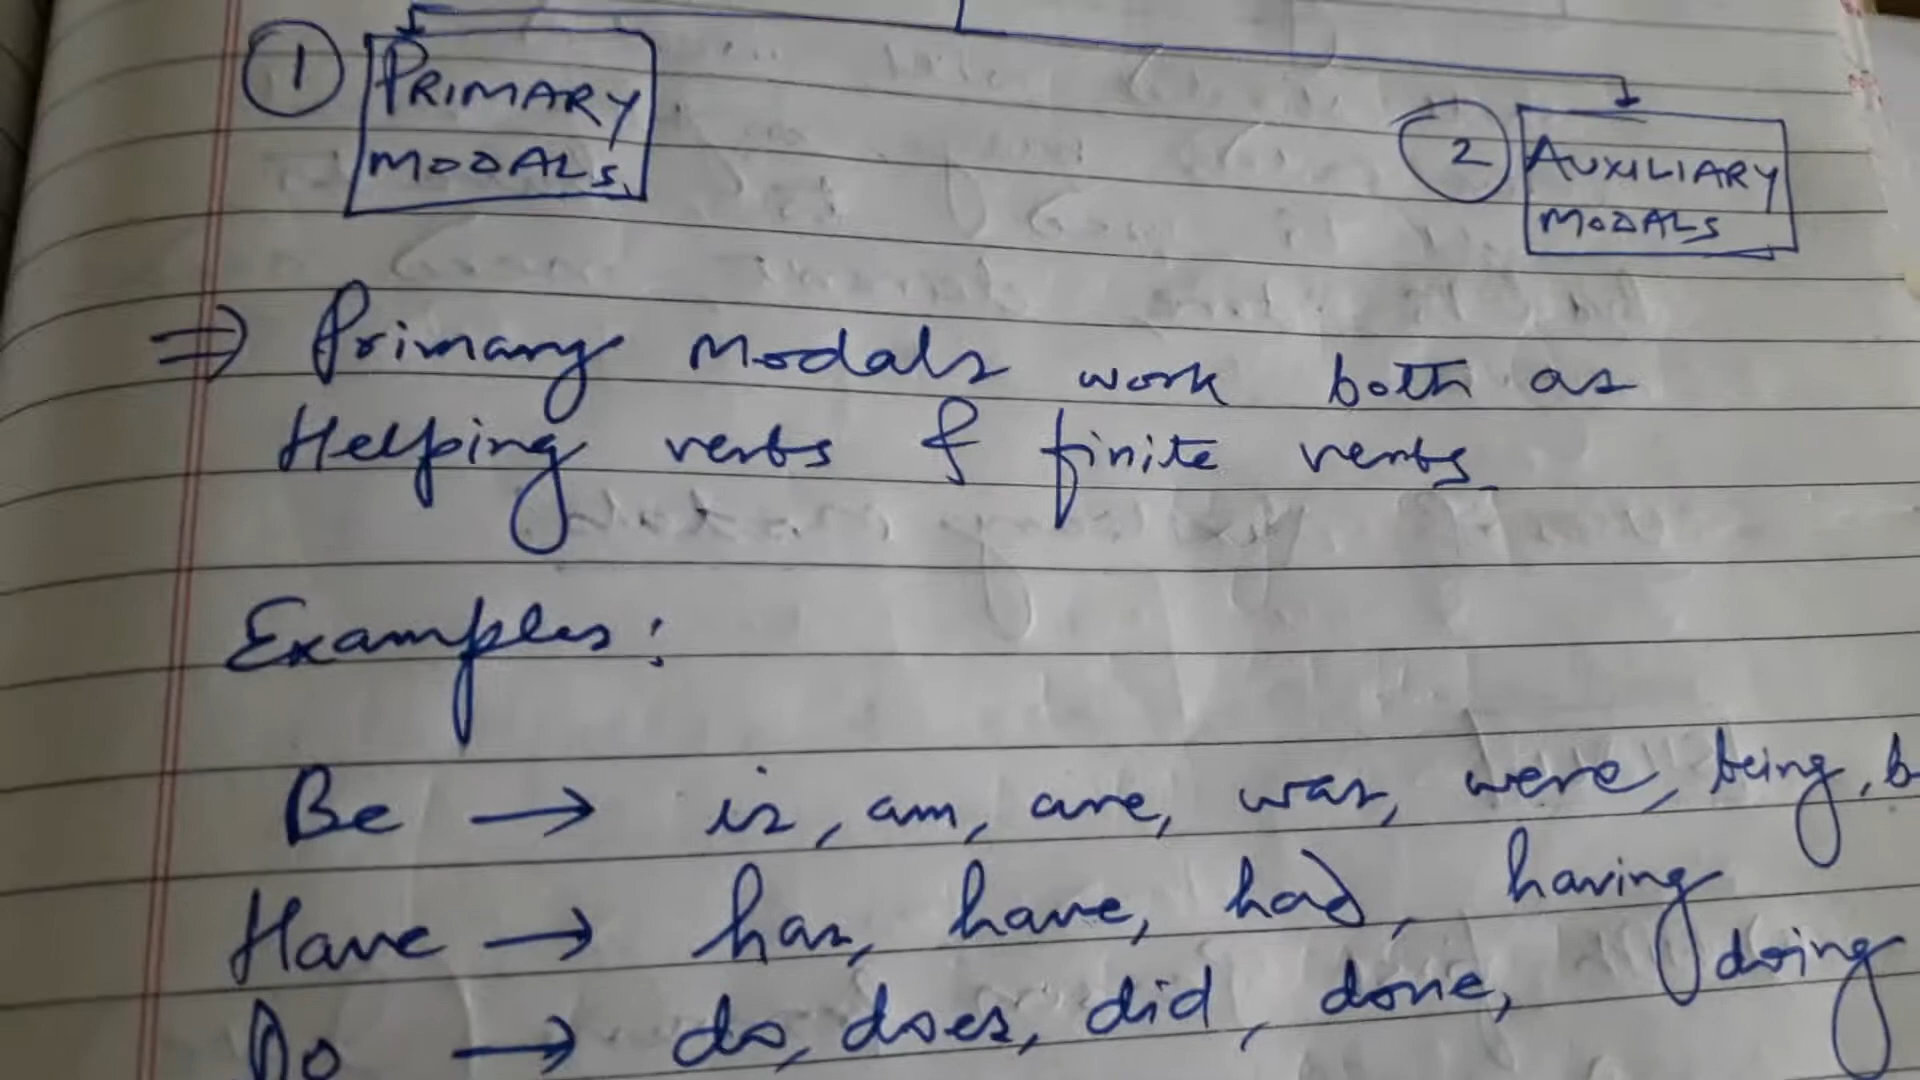 1 PRIMARY
MODALS.
2 AUXILIARY
MODALS
⇒ Primary Modals work both as
Helping verbs & finite verbs.
Examples:
Be → is, am, are, was, were, being, b
Have → has, have, had, having
Do → do, does, did, done, doing